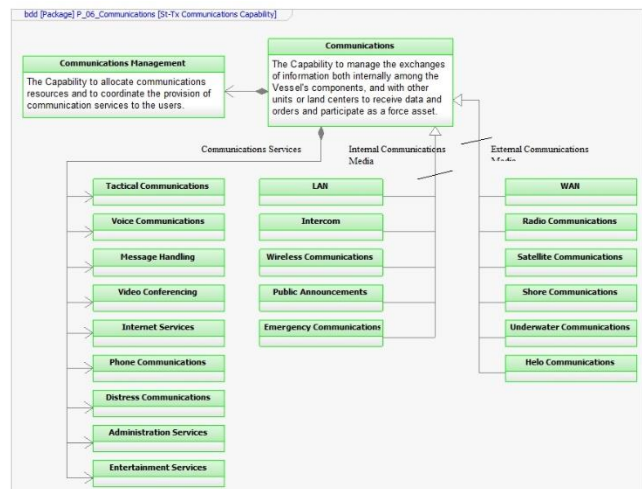 bdd [Package] P_06_Communications [St-Tx Communications Capability]
Communications
The Capability to manage the exchanges
of information both internally among the
Vessel's components, and with other
units or land centers to receive data and
orders and participate as a force asset.
Communications Management
The Capability to allocate communications
resources and to coordinate the provision of
communication services to the users.
Communications Services
Internal Communications
Media
External Communications
Media
Tactical Communications
Voice Communications
Message Handling
Video Conferencing
Internet Services
Phone Communications
Distress Communications
Administration Services
Entertainment Services
LAN
Intercom
Wireless Communications
Public Announcements
Emergency Communications
WAN
Radio Communications
Satellite Communications
Shore Communications
Underwater Communications
Helo Communications